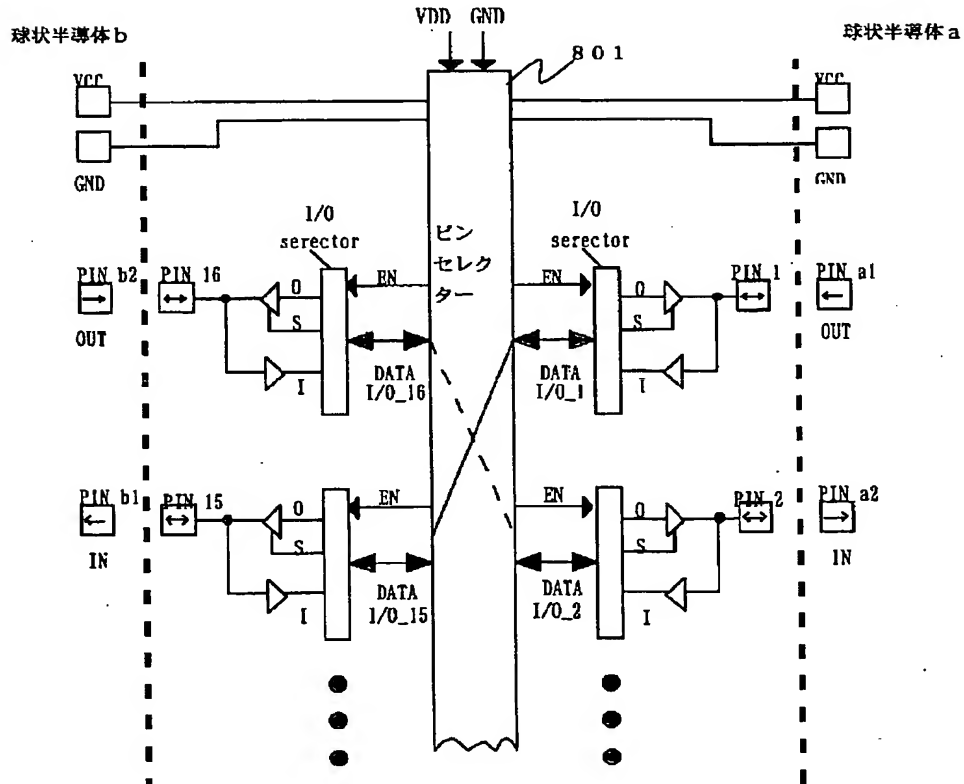 VDD GND
球状半導体b
球状半導体a
801
VCC
VCC
GND
GND
I/O
serector
I/O
serector
ピン
セレク
ター
PIN b2
PIN 16
O
S
I
EN
EN
O
S
I
PIN 1
PIN a1
OUT
OUT
DATA
I/O_16
DATA
I/O_1
PIN b1
PIN 15
O
S
I
EN
EN
O
S
I
PIN 2
PIN a2
IN
IN
DATA
I/O_15
DATA
I/O_2